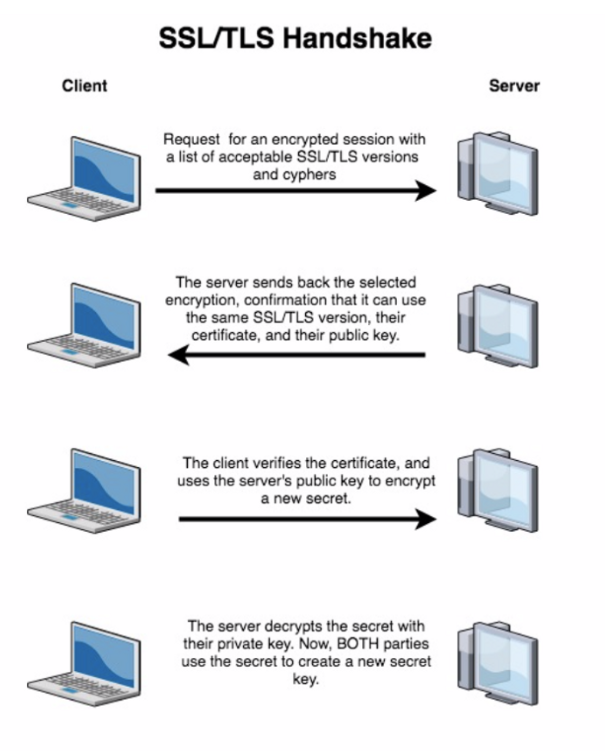 SSL/TLS Handshake
Client
Server
Request for an encrypted session with
a list of acceptable SSL/TLS versions
and cyphers
The server sends back the selected
encryption, confirmation that it can use
the same SSL/TLS version, their
certificate, and their public key.
The client verifies the certificate, and
uses the server's public key to encrypt
a new secret.
The server decrypts the secret with
their private key. Now, BOTH parties
use the secret to create a new secret
key.